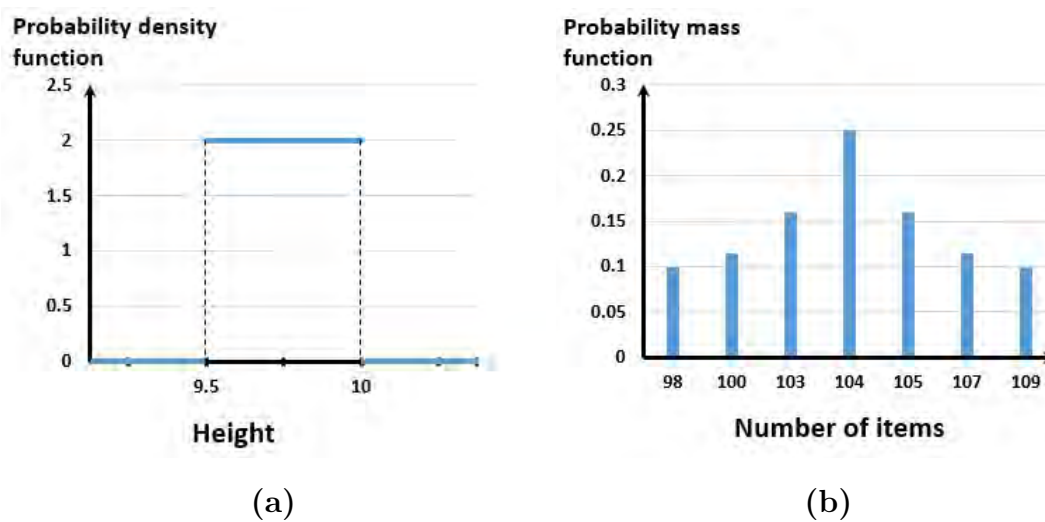 Probability density
function
2.5
2
1.5
1
0.5
0
9.5 10
Height
(a)
Probability mass
function
0.3
0.25
0.2
0.15
0.1
0.05
0
98 100 103 104 105 107 109
Number of items
(b)